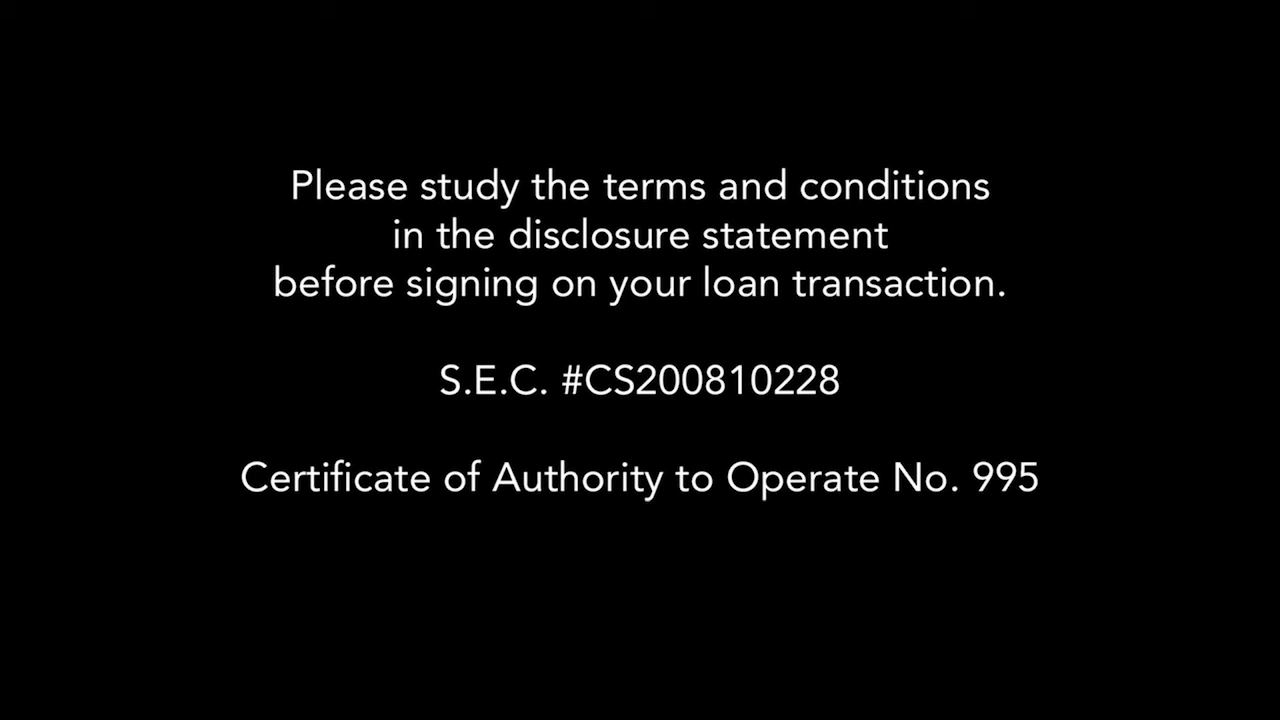 Please study the terms and conditions
in the disclosure statement
before signing on your loan transaction.
S.E.C. #CS200810228
Certificate of Authority to Operate No. 995